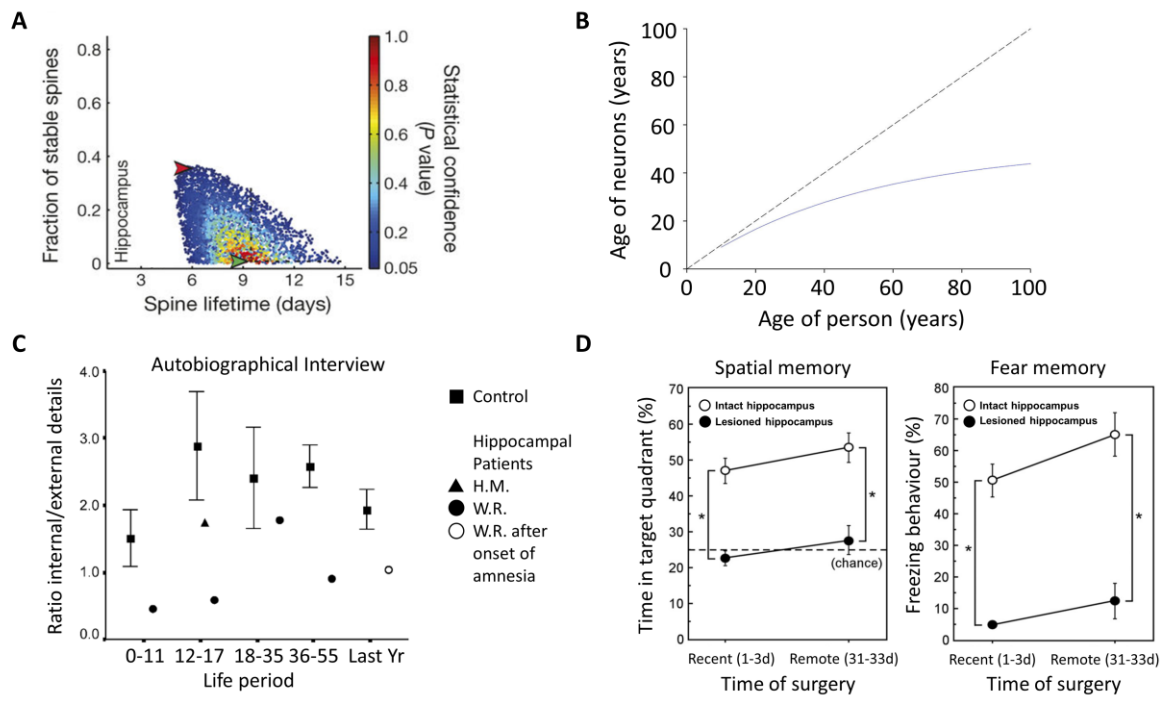 A
Fraction of stable spines
0.8
0.6
0.4
0.2
0
Hippocampus
3
6
9
12
15
Spine lifetime (days)
1.0
0.8
0.6
0.4
0.2
0.05
Statistical confidence
(P value)
B
Age of neurons (years)
100
80
60
40
20
0
0
20
40
60
80
100
Age of person (years)
C
Autobiographical Interview
Ratio internal/external details
4.0
3.0
2.0
1.0
0.0
0-11
12-17
18-35
36-55
Last Yr
Life period
Control
Hippocampal
Patients
H.M.
W.R.
W.R. after
onset of
amnesia
D
Spatial memory
Time in target quadrant (%)
70
60
50
40
30
20
10
0
Intact hippocampus
Lesioned hippocampus
*
*
(chance)
Recent (1-3d)
Remote (31-33d)
Time of surgery
Fear memory
Freezing behaviour (%)
80
70
60
50
40
30
20
10
0
Intact hippocampus
Lesioned hippocampus
*
*
Recent (1-3d)
Remote (31-33d)
Time of surgery